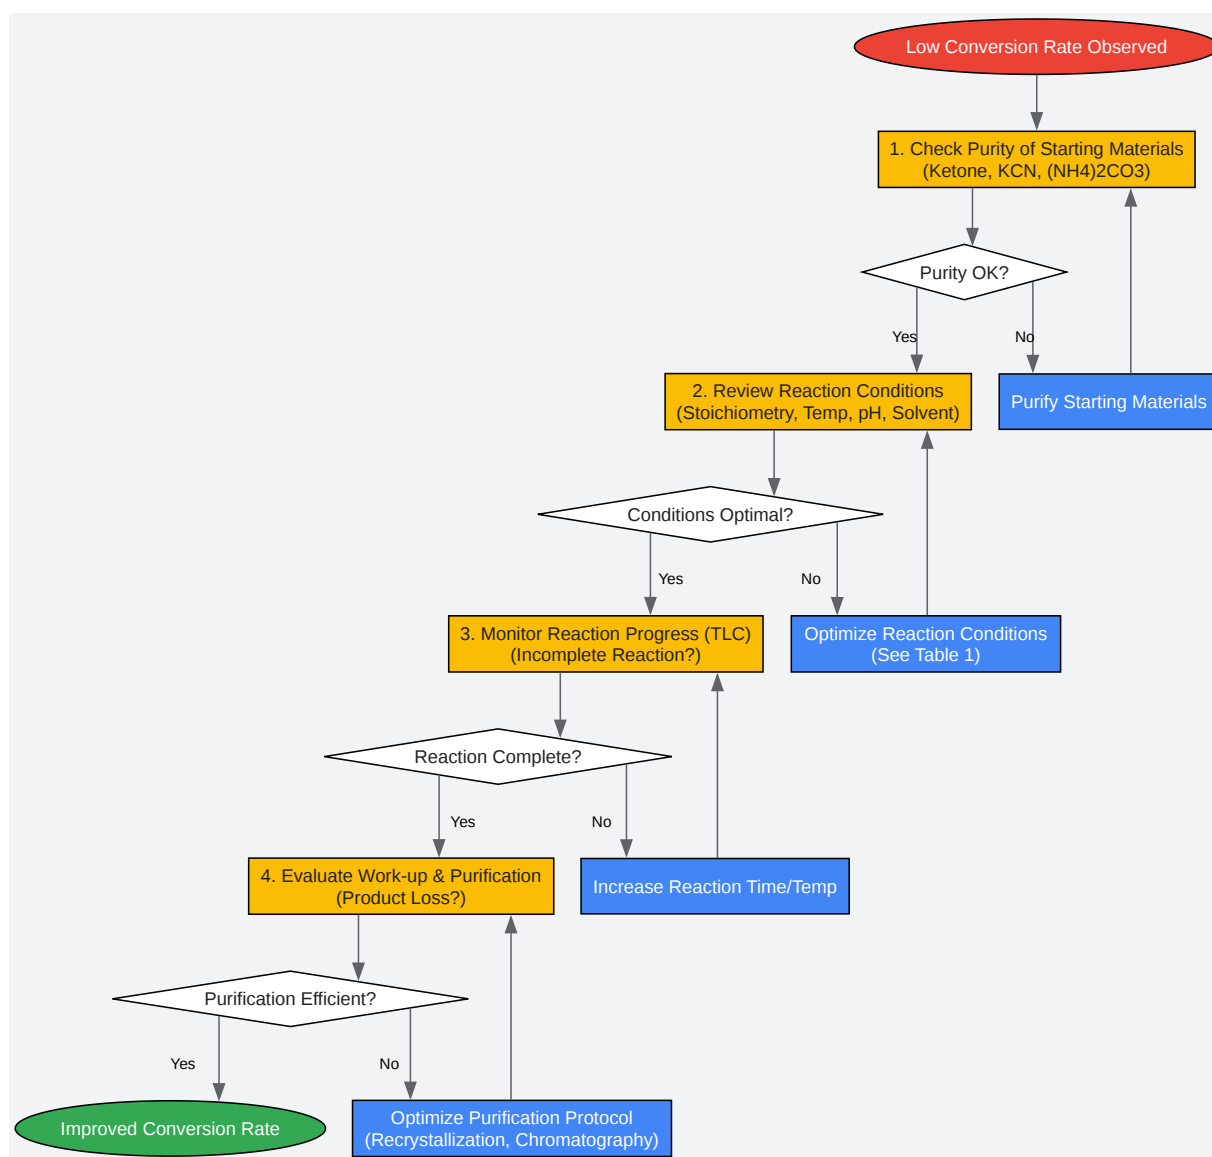 Low Conversion Rate Observed
1. Check Purity of Starting Materials
(Ketone, KCN, (NH4)2CO3)
Purity OK?
Yes
No
2. Review Reaction Conditions
(Stoichiometry, Temp, pH, Solvent)
Purify Starting Materials
Conditions Optimal?
Yes
No
3. Monitor Reaction Progress (TLC)
(Incomplete Reaction?)
Optimize Reaction Conditions
(See Table 1)
Reaction Complete?
Yes
No
4. Evaluate Work-up & Purification
(Product Loss?)
Increase Reaction Time/Temp
Purification Efficient?
Yes
No
Improved Conversion Rate
Optimize Purification Protocol
(Recrystallization, Chromatography)